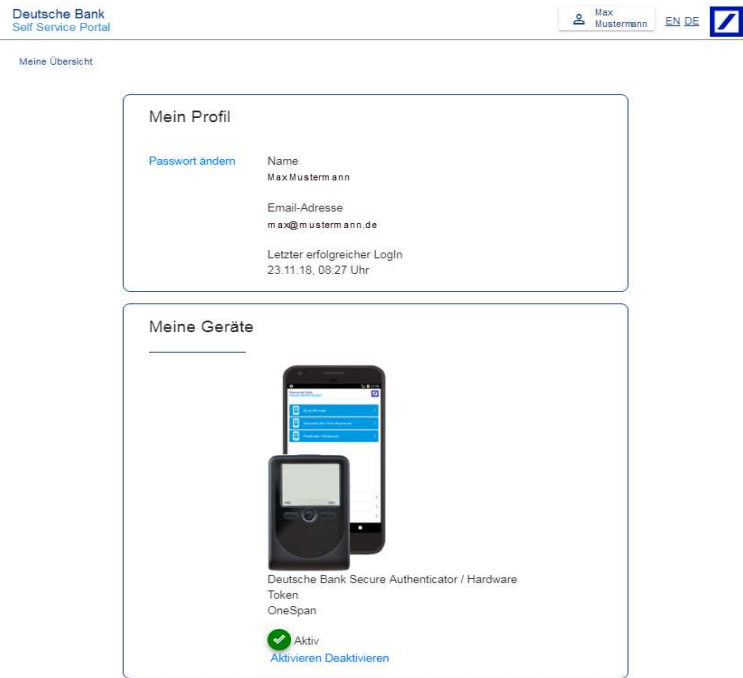 Deutsche Bank
Self Service Portal
Max
Mustermann
EN DE
Meine Übersicht
Mein Profil
Passwort ändern
Name
Max Mustermann
Email-Adresse
max@mustermann.de
Letzter erfolgreicher LogIn
23.11.18, 08:27 Uhr
Meine Geräte
Deutsche Bank Secure Authenticator / Hardware
Token
OneSpan
Aktiv
Aktivieren Deaktivieren